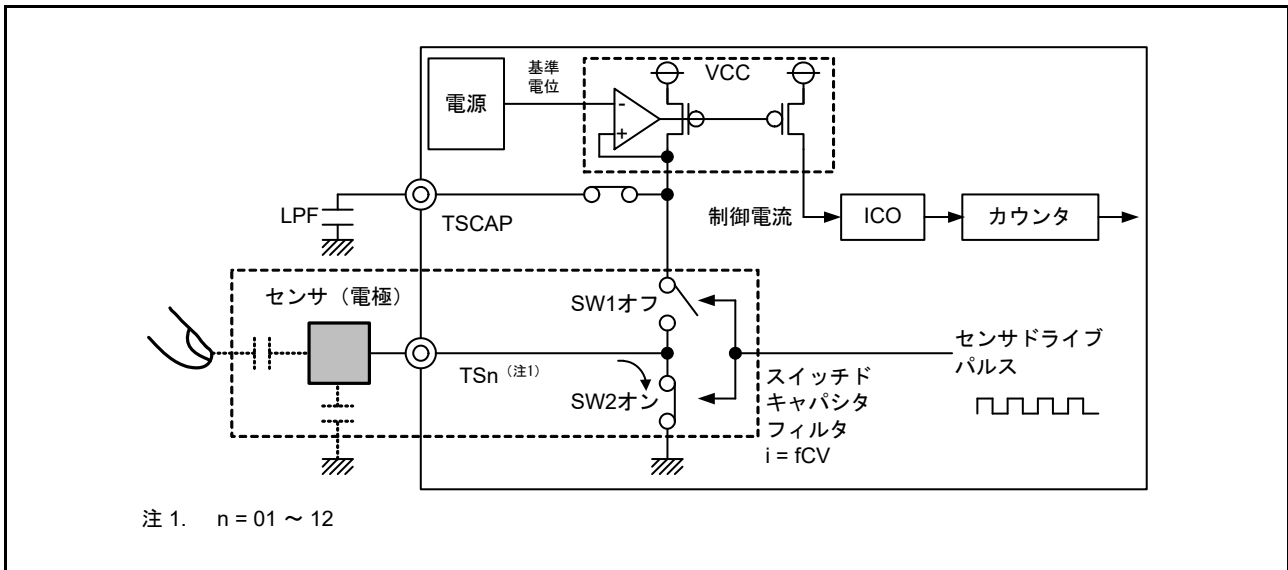 基準
電位
VCC
電源
-
+
LPF
TSCAP
制御電流
ICO
カウンタ
センサ（電極）
SW1オフ
センサドライブ
パルス
TSn（注1）
SW2オン
スイッチド
キャパシタ
フィルタ
i = fCV
注 1. n = 01 ～ 12